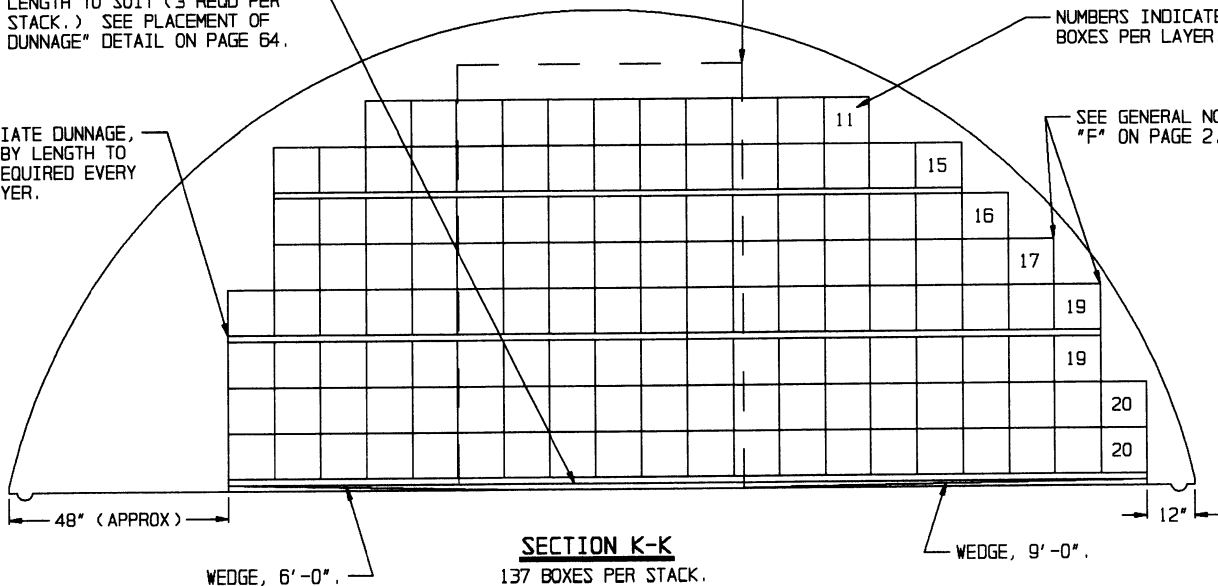 LENGTH TO SUIT (3 REQD PER
STACK.) SEE PLACEMENT OF
DUNNAGE" DETAIL ON PAGE 64.
NUMBERS INDICATE
BOXES PER LAYER
IATE DUNNAGE,
BY LENGTH TO
EQUIRED EVERY
YER.
SEE GENERAL NO
"F" ON PAGE 2.
11
15
16
17
19
19
20
20
48" (APPROX)
12"
WEDGE, 6'-0".
SECTION K-K
137 BOXES PER STACK.
WEDGE, 9'-0".